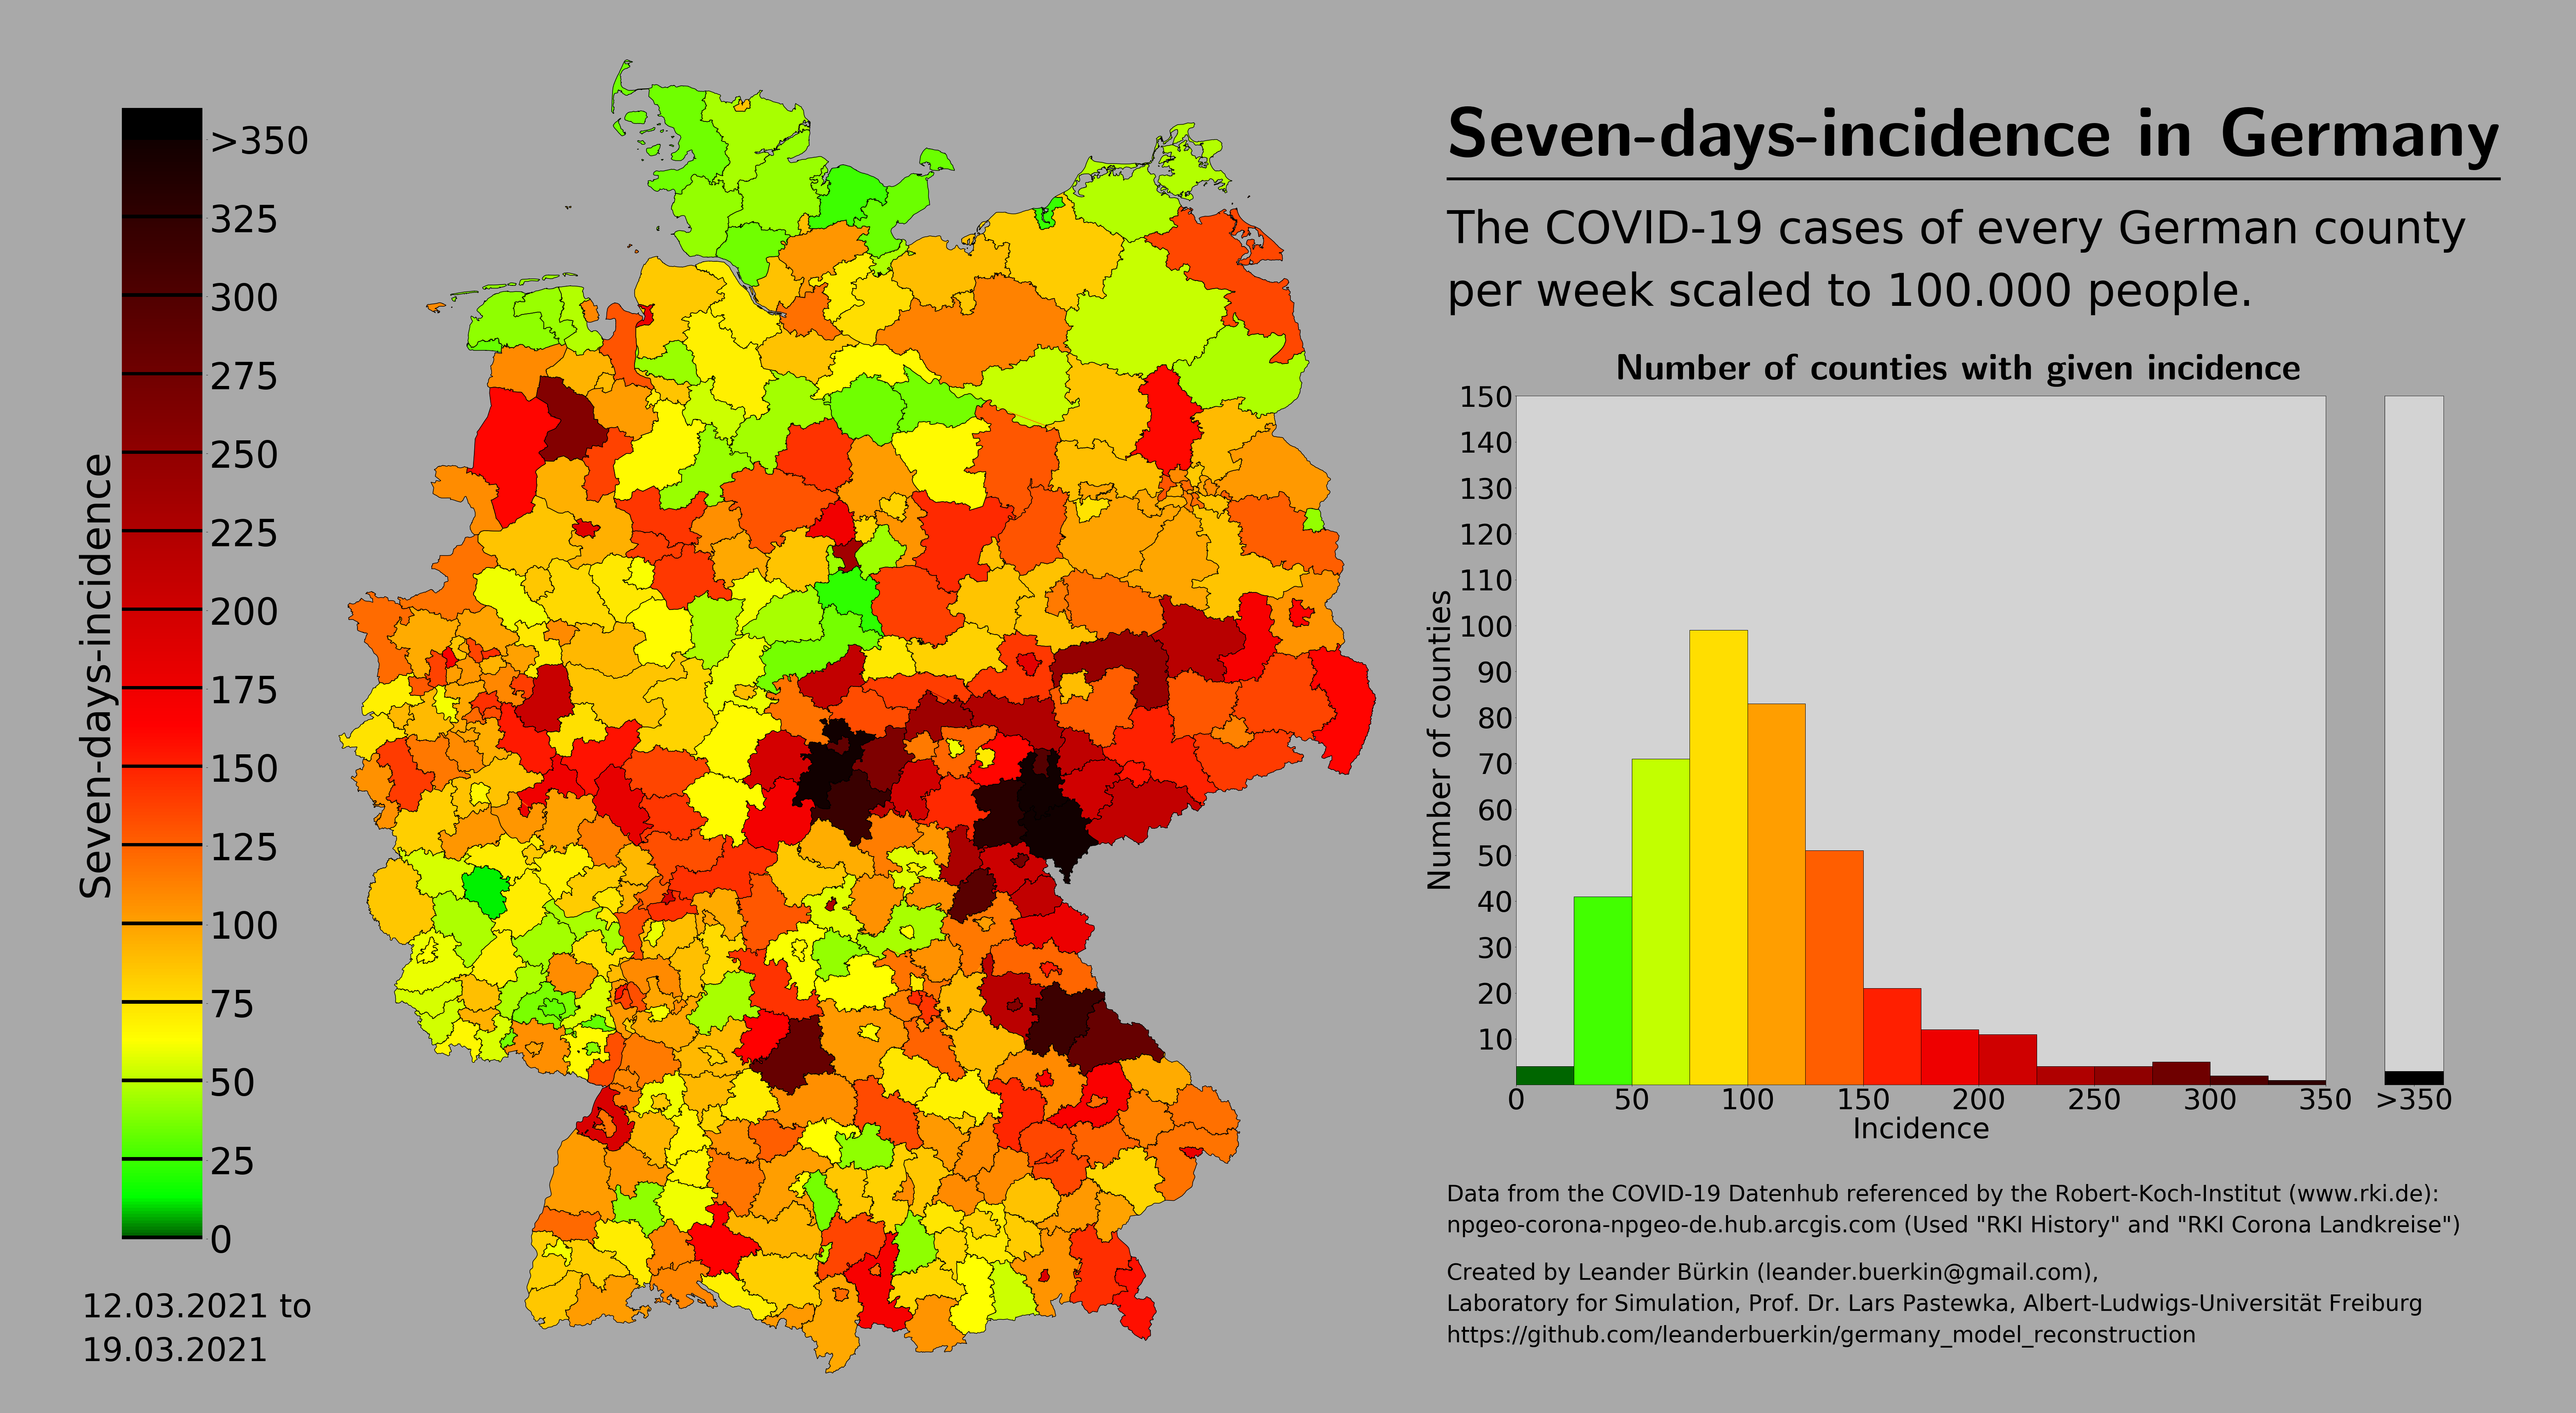 Seven-days-incidence in Germany
The COVID-19 cases of every German county
per week scaled to 100.000 people.
Seven-days-incidence
>350
325
300
275
250
225
200
175
150
125
100
75
50
25
0
12.03.2021 to
19.03.2021
Number of counties with given incidence
Number of counties
150
140
130
120
110
100
90
80
70
60
50
40
30
20
10
0 50 100 150 200 250 300 350 >350
Incidence
Data from the COVID-19 Datenhub referenced by the Robert-Koch-Institut (www.rki.de):
npgeo-corona-npgeo-de.hub.arcgis.com (Used "RKI History" and "RKI Corona Landkreise")
Created by Leander Bürkin (leander.buerkin@gmail.com),
Laboratory for Simulation, Prof. Dr. Lars Pastewka, Albert-Ludwigs-Universität Freiburg
https://github.com/leanderbuerkin/germany_model_reconstruction